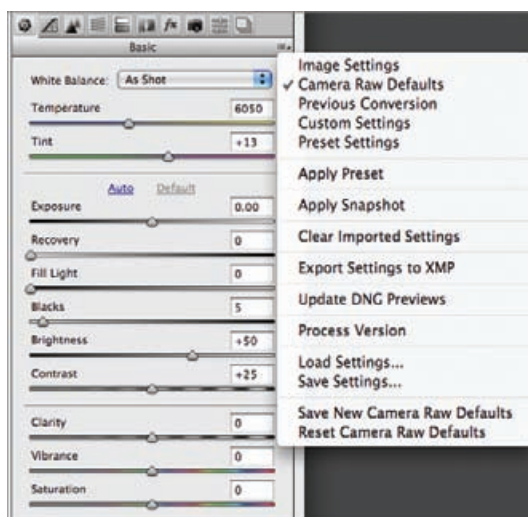 fx
Basic
White Balance: As Shot
Temperature 6050
Tint +13
Auto Default
Exposure 0.00
Recovery 0
Fill Light 0
Blacks 5
Brightness +50
Contrast +25
Clarity 0
Vibrance 0
Saturation 0
Image Settings
✓ Camera Raw Defaults
Previous Conversion
Custom Settings
Preset Settings
Apply Preset
Apply Snapshot
Clear Imported Settings
Export Settings to XMP
Update DNG Previews
Process Version
Load Settings...
Save Settings...
Save New Camera Raw Defaults
Reset Camera Raw Defaults